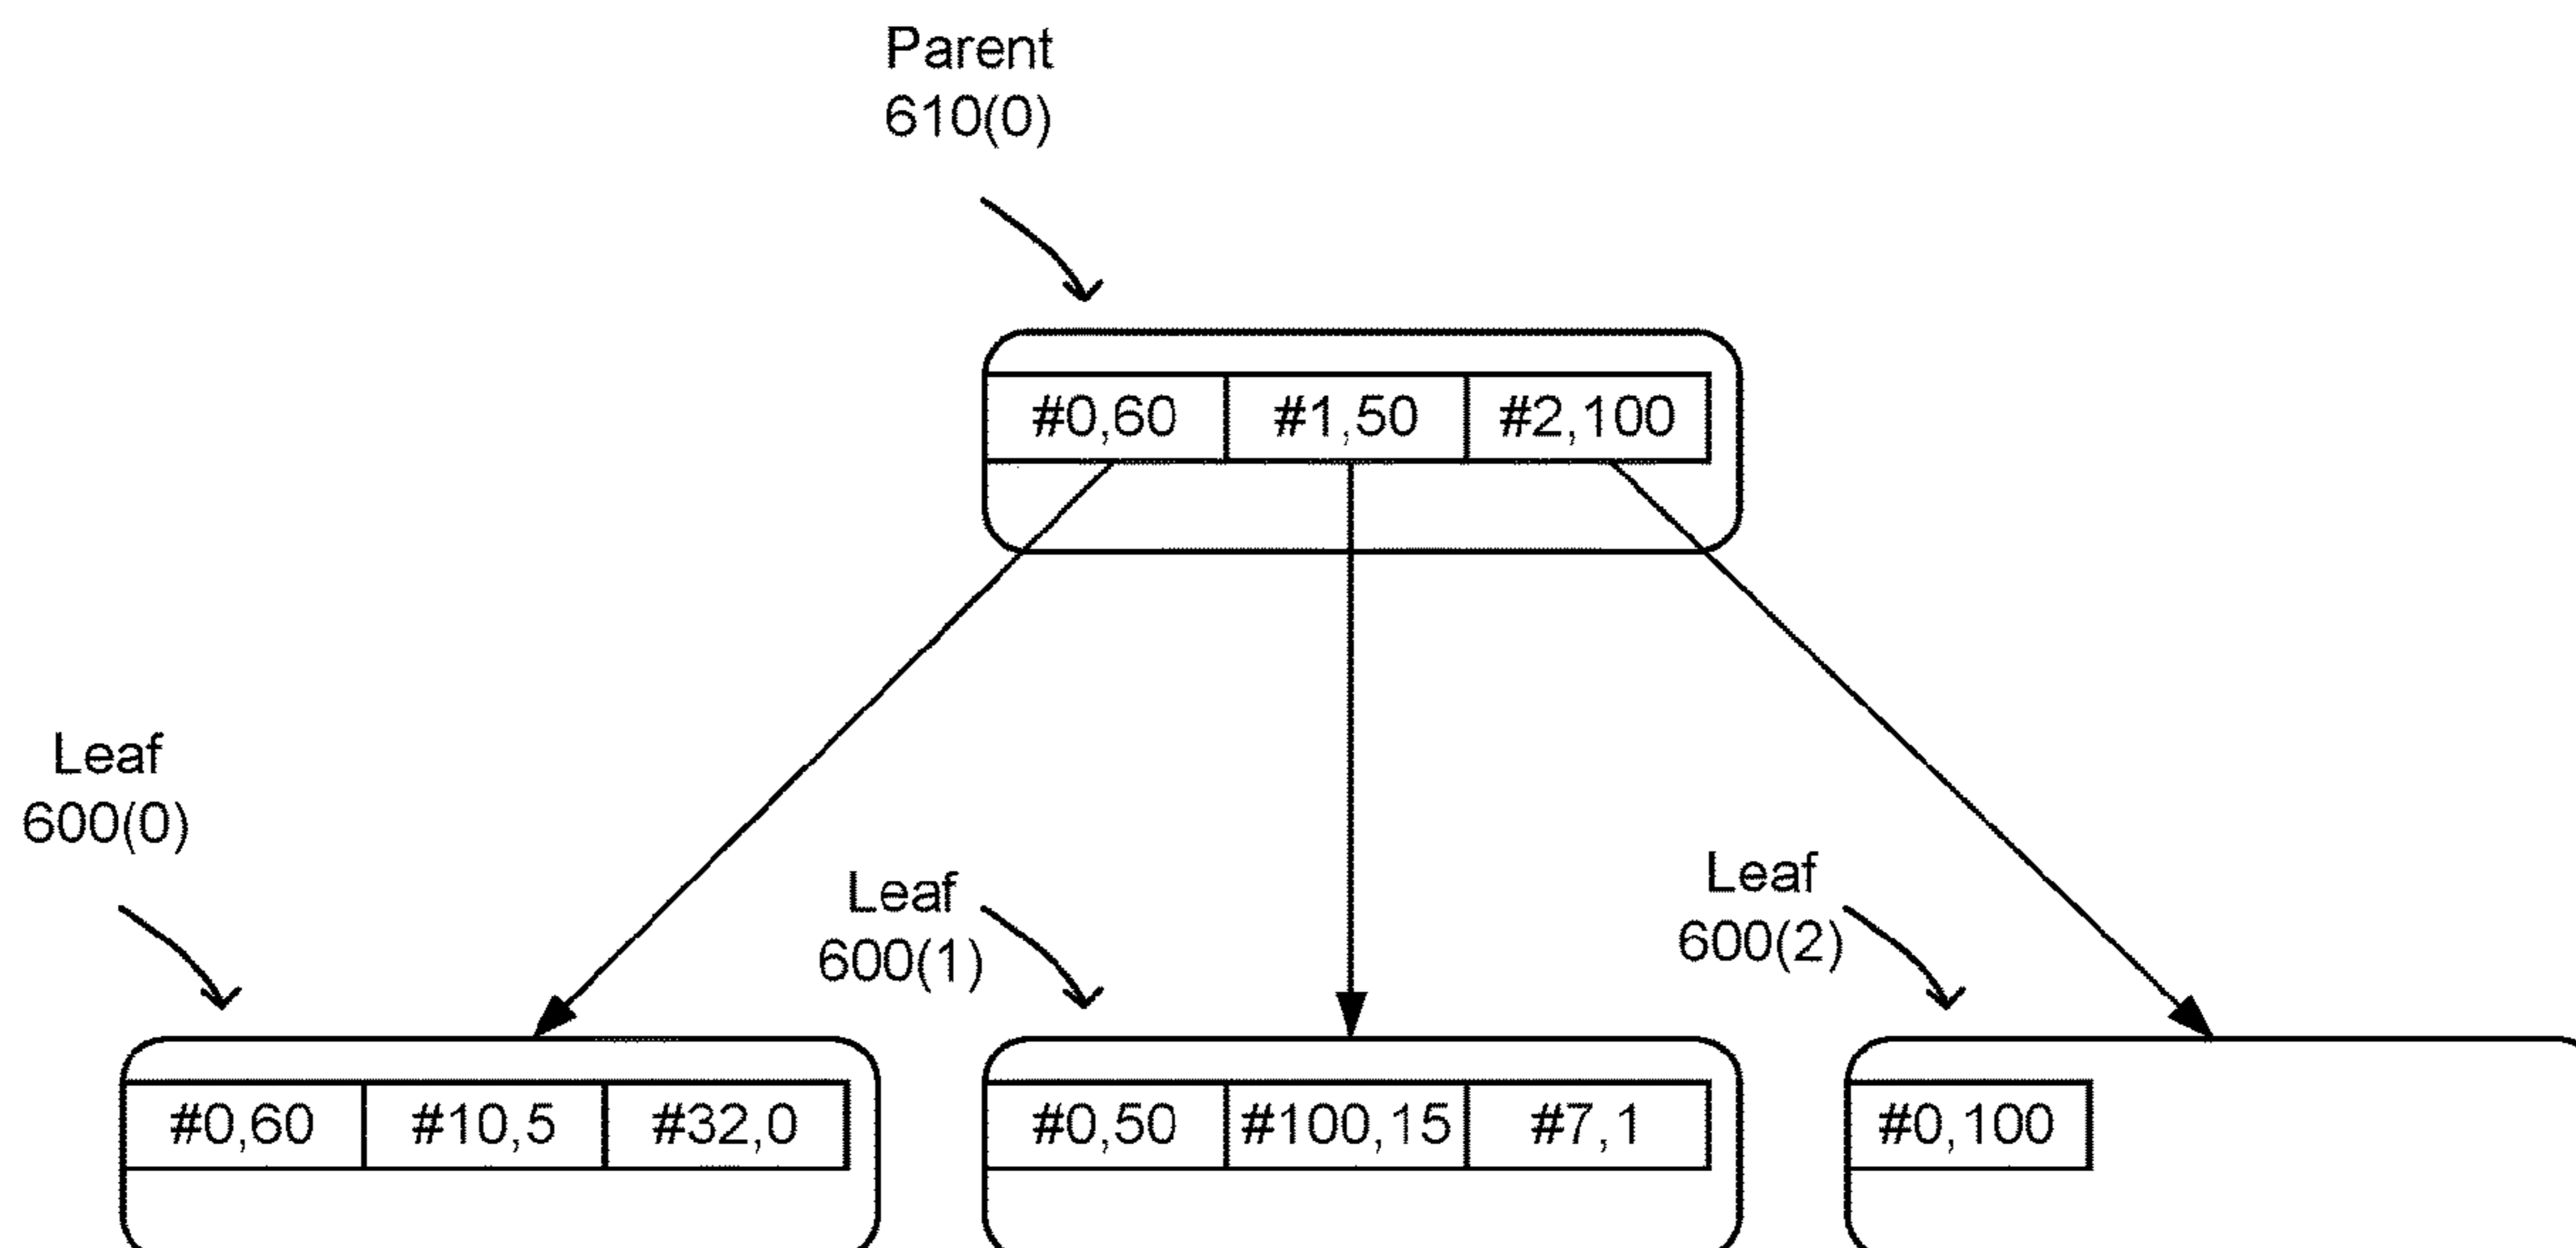 Parent
610(0)
#0,60 #1,50 #2,100
Leaf
600(0)
Leaf
600(1)
Leaf
600(2)
#0,60 #10,5 #32,0
#0,50 #100,15 #7,1
#0,100